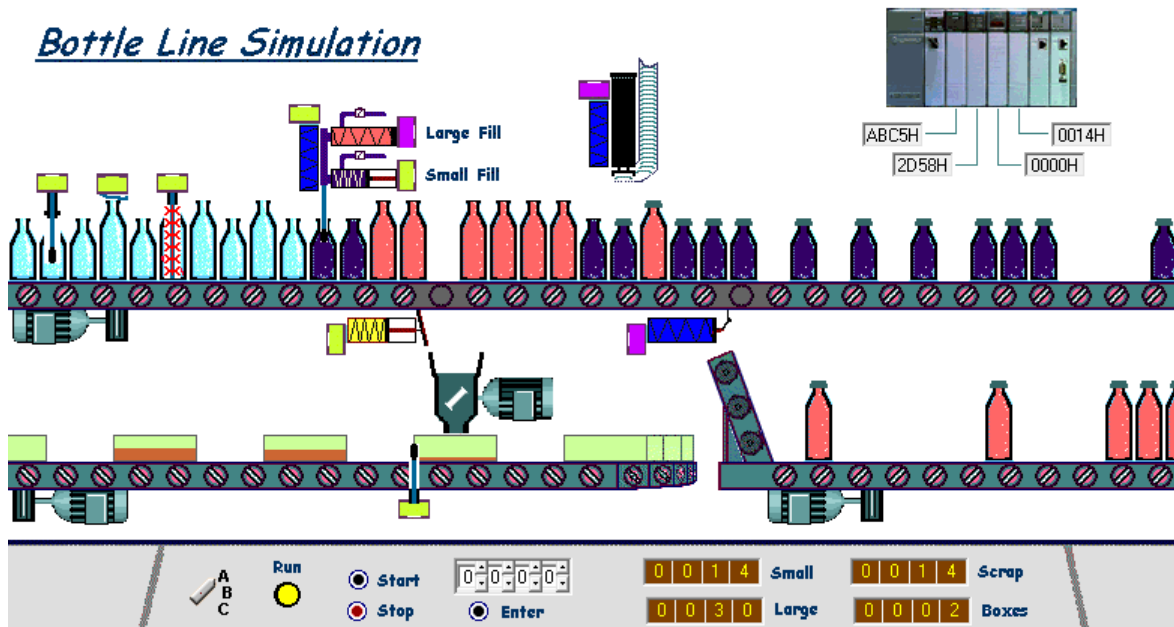 Bottle Line Simulation
ABC5H
0014H
2D58H
0000H
Large Fill
Small Fill
A
B
C
Run
Start
Stop
0 0 0 0
Enter
0 0 1 4 Small
0 0 3 0 Large
0 0 1 4 Scrap
0 0 0 2 Boxes